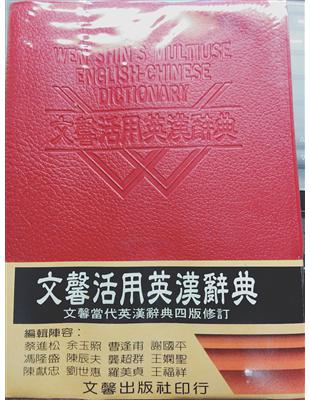 WEN SHIN'S MULTIUSE
ENGLISH-CHINESE
DICTIONARY
文馨活用英漢辭典
文馨活用英漢辭典
文馨當代英漢辭典四版修訂
編輯陣容：
蔡進松 余玉照 曹逢甫 謝國平
馮隆盛 陳辰夫 龔超群 王嫻聖
陳獻忠 劉世惠 羅美貞 王福祥
文馨出版社印行